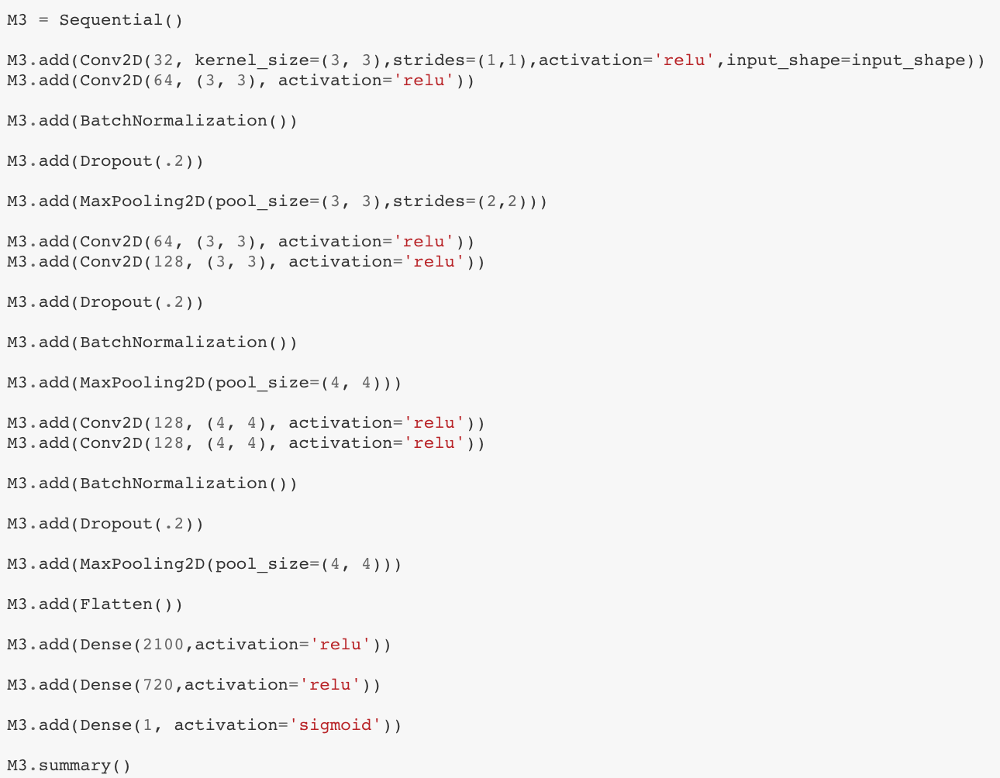 M3 = Sequential()
M3.add(Conv2D(32, kernel_size=(3, 3),strides=(1,1),activation='relu',input_shape=input_shape))
M3.add(Conv2D(64, (3, 3), activation='relu'))
M3.add(BatchNormalization())
M3.add(Dropout(.2))
M3.add(MaxPooling2D(pool_size=(3, 3),strides=(2,2)))
M3.add(Conv2D(64, (3, 3), activation='relu'))
M3.add(Conv2D(128, (3, 3), activation='relu'))
M3.add(Dropout(.2))
M3.add(BatchNormalization())
M3.add(MaxPooling2D(pool_size=(4, 4)))
M3.add(Conv2D(128, (4, 4), activation='relu'))
M3.add(Conv2D(128, (4, 4), activation='relu'))
M3.add(BatchNormalization())
M3.add(Dropout(.2))
M3.add(MaxPooling2D(pool_size=(4, 4)))
M3.add(Flatten())
M3.add(Dense(2100,activation='relu'))
M3.add(Dense(720,activation='relu'))
M3.add(Dense(1, activation='sigmoid'))
M3.summary()